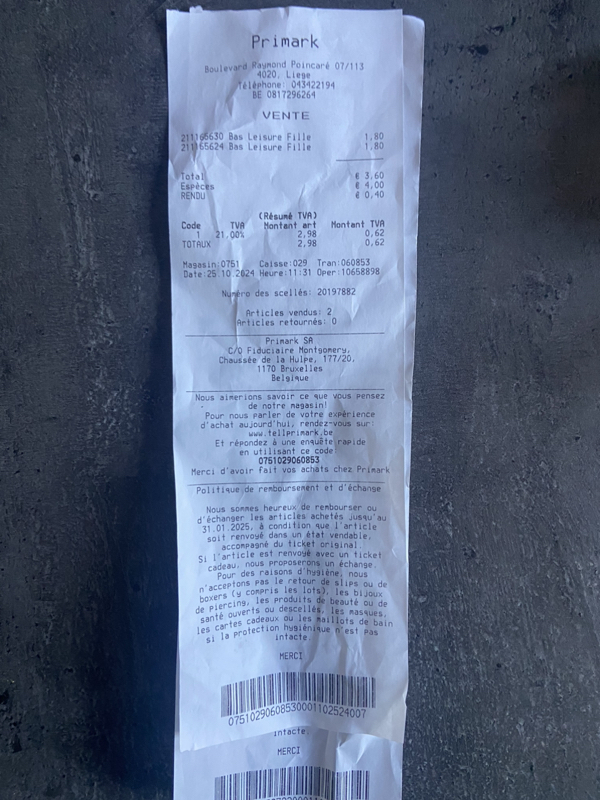 Primark
Boulevard Raymond Poincaré 07/113
4020, Liege
Téléphone: 043422194
BE 0817296264
VENTE
211165630 Bas Leisure Fille 1,80
211165624 Bas Leisure Fille 1,80
Total € 3,60
Espèces € 4,00
RENDU € 0,40
(Résumé TVA)
Code TVA Montant art Montant TVA
1 21,00% 2,98 0,62
TOTAUX 2,98 0,62
Magasin:0751 Caisse:029 Tran:060853
Date:25.10.2024 Heure:11:31 Oper:10658898
Numéro des scellés: 20197882
Articles vendus: 2
Articles retournés: 0
Primark SA
C/O Fiduciaire Montgomery,
Chaussée de la Hulpe, 177/20,
1170 Bruxelles
Belgique
Nous aimerions savoir ce que vous pensez
de notre magasin!
Pour nous parler de votre expérience
d'achat aujourd'hui, rendez-vous sur:
www.tellprimark.be
Et répondez à une enquête rapide
en utilisant ce code
0751029060853
Merci d'avoir fait vos achats chez Primark
Politique de remboursement et d'échange
Nous sommes heureux de rembourser ou
d'échanger les articles achetés jusqu'au
31.01.2025, à condition que l'article
soit renvoyé dans un état vendable,
accompagné du ticket original.
Si l'article est renvoyé avec un ticket
cadeau, nous proposerons un échange.
Pour des raisons d'hygiène, nous
n'acceptons pas le retour de slips ou de
boxers (y compris les lots), les bijoux
de piercing, les produits de beauté ou de
santé ouverts ou descellés, les masques,
les cartes cadeaux ou les maillots de bain
si la protection hygiénique n'est pas
intacte.
MERCI
07510290608530001102524007
intacte.
MERCI